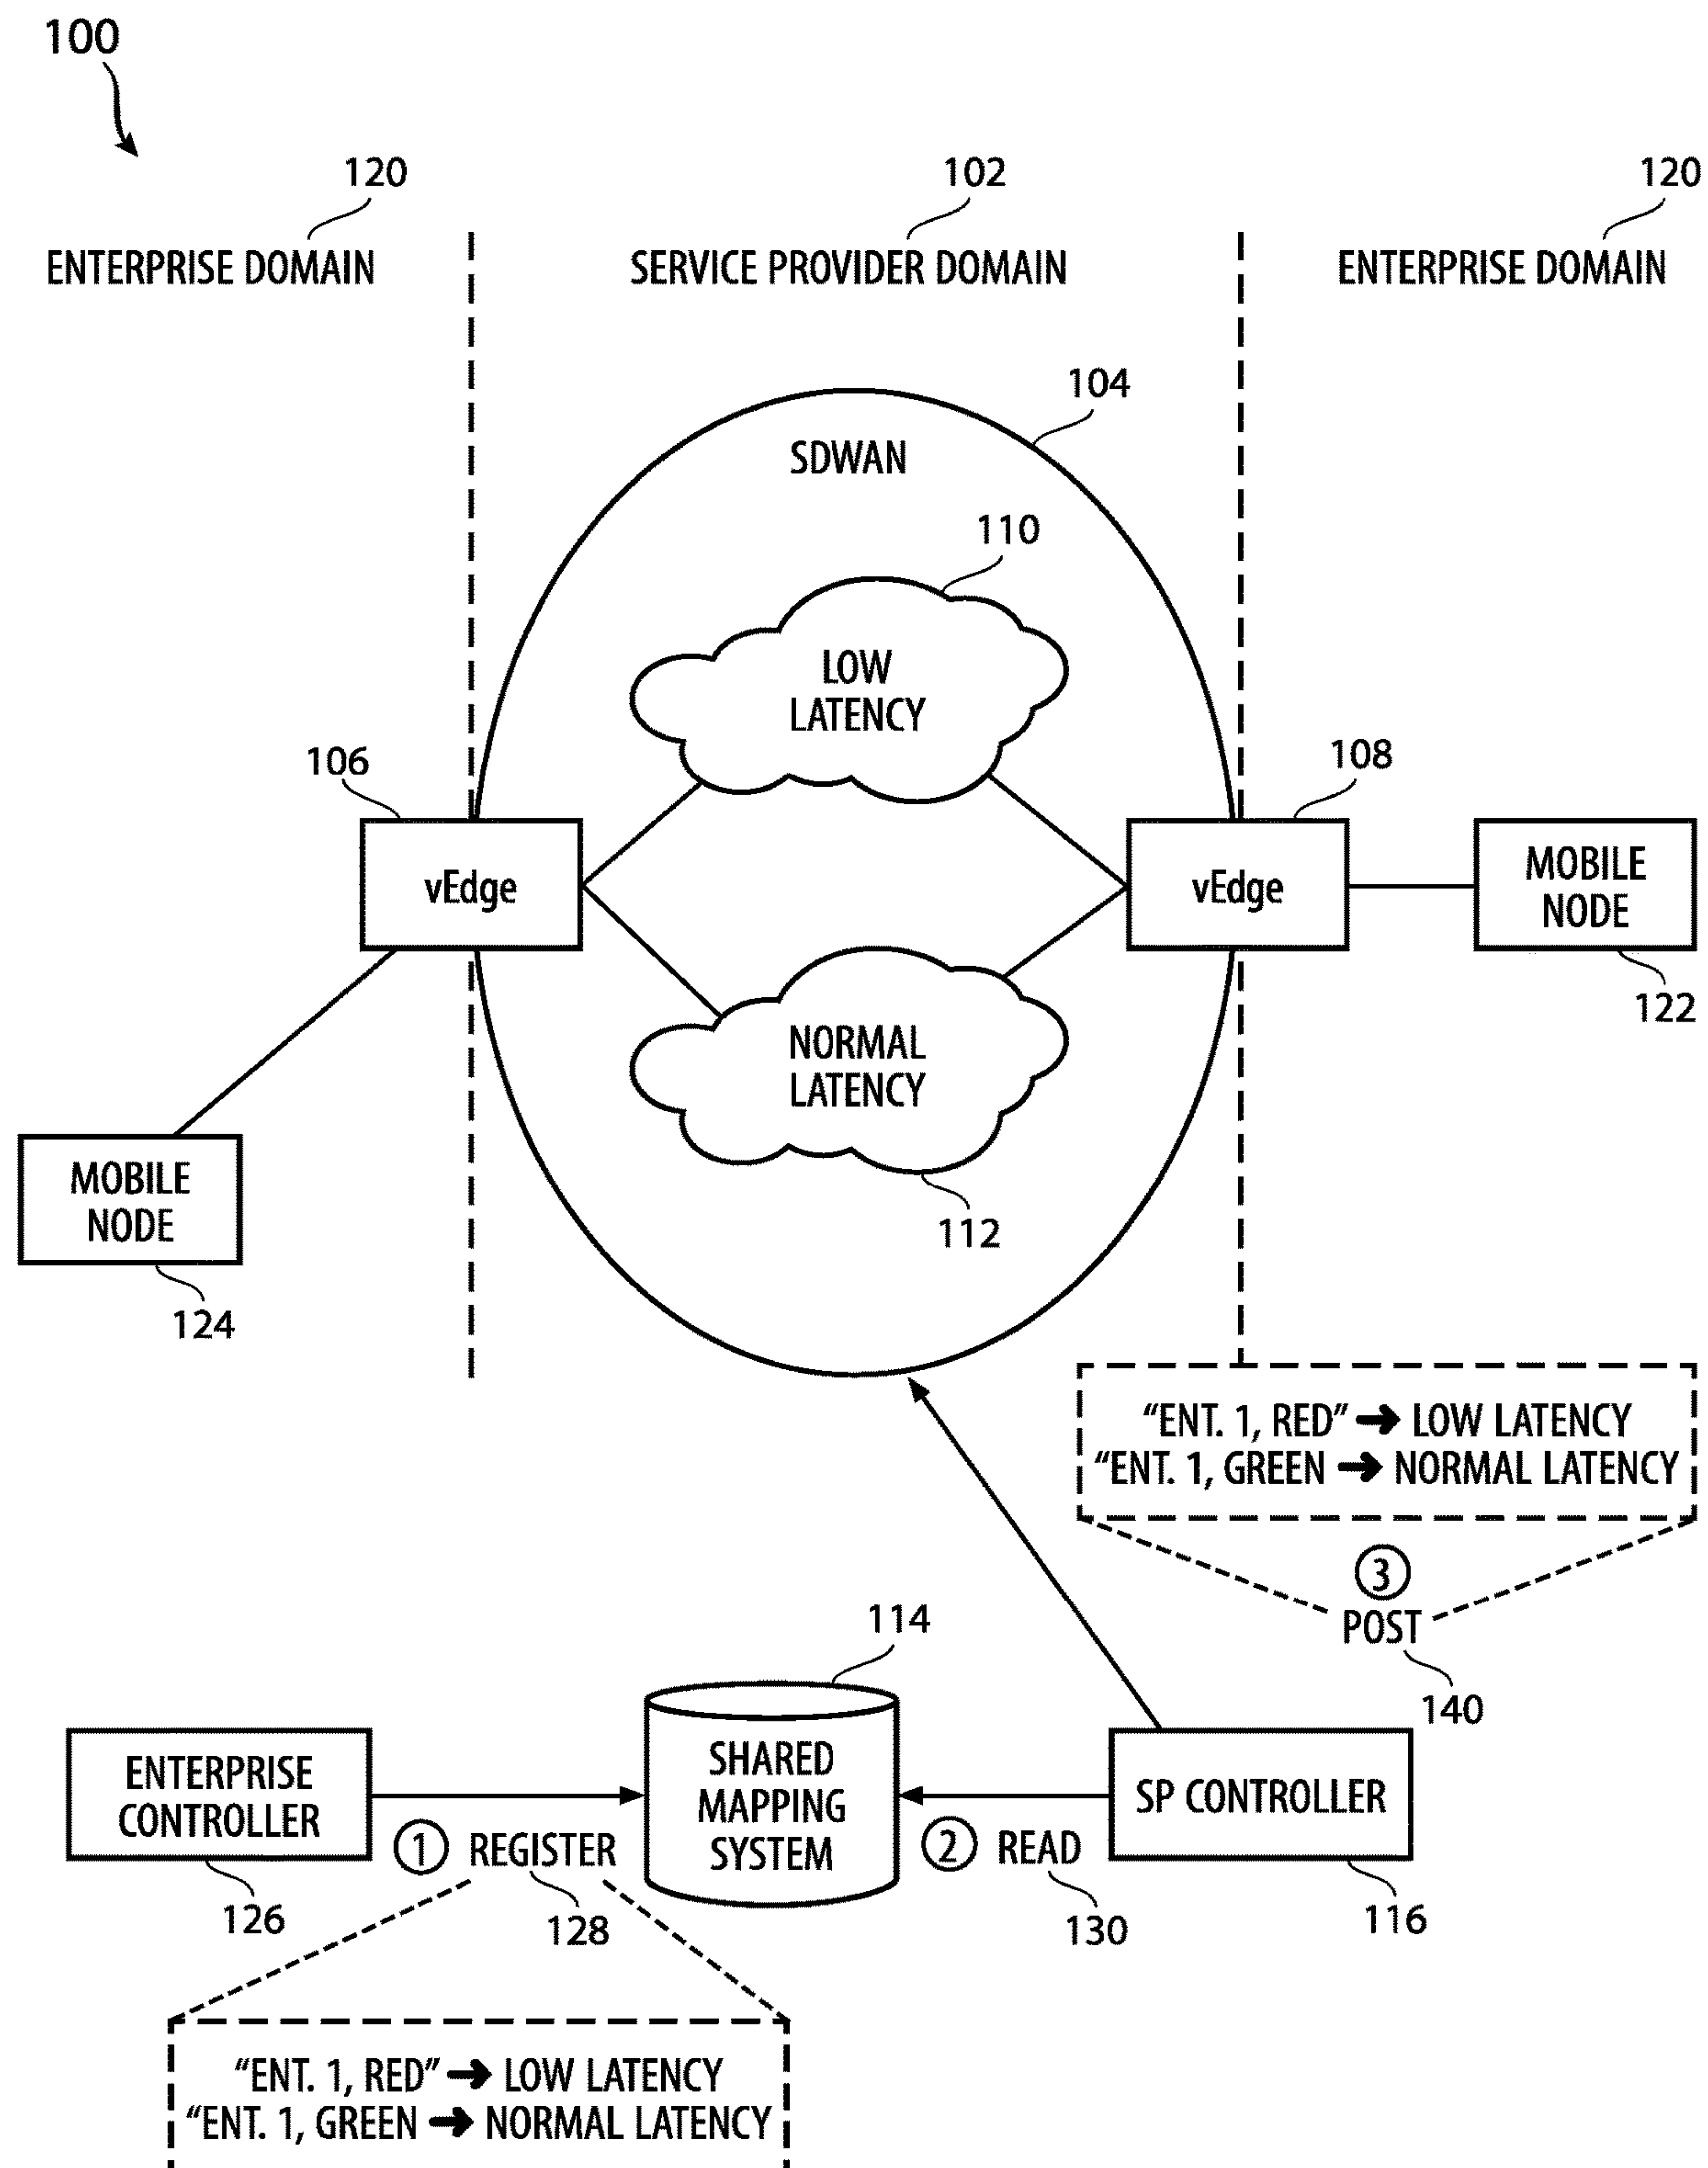 100
120
102
120
ENTERPRISE DOMAIN
SERVICE PROVIDER DOMAIN
ENTERPRISE DOMAIN
104
SDWAN
110
LOW
LATENCY
106
108
vEdge
vEdge
MOBILE
NODE
122
NORMAL
LATENCY
112
MOBILE
NODE
124
“ENT. 1, RED” ➔ LOW LATENCY
“ENT. 1, GREEN ➔ NORMAL LATENCY
③
POST
140
114
ENTERPRISE
CONTROLLER
126
① REGISTER
128
SHARED
MAPPING
SYSTEM
② READ
130
SP CONTROLLER
116
“ENT. 1, RED” ➔ LOW LATENCY
“ENT. 1, GREEN ➔ NORMAL LATENCY